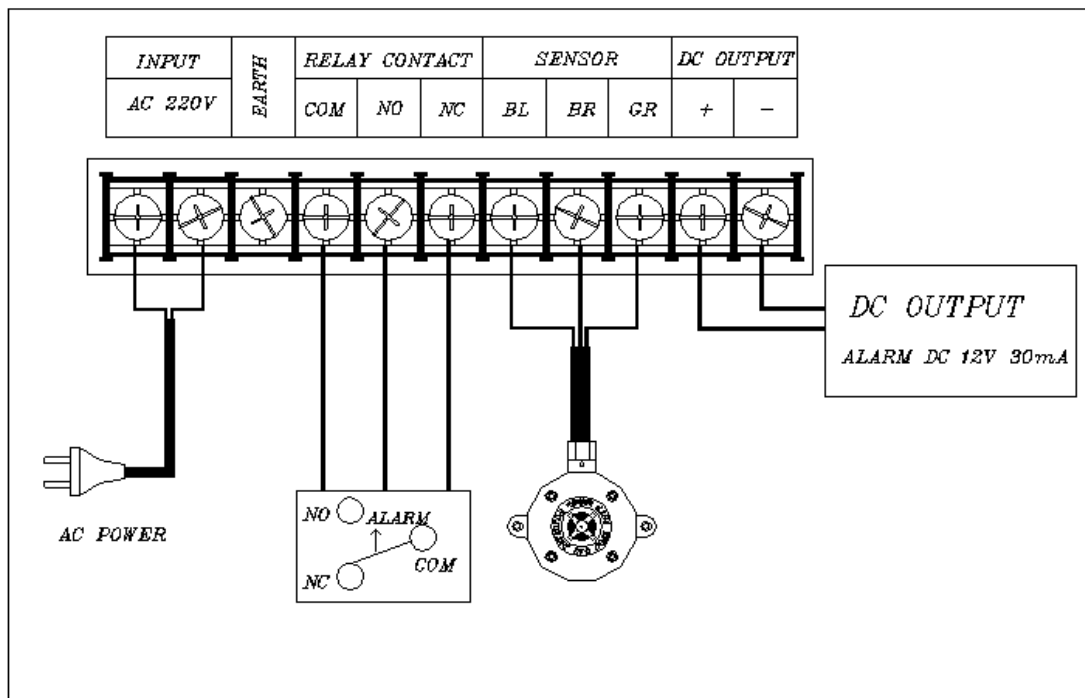 INPUT
EARTH
RELAY CONTACT
SENSOR
DC OUTPUT
AC 220V
COM
NO
NC
BL
BR
GR
+
-
DC OUTPUT
ALARM DC 12V 30mA
AC POWER
NO
ALARM
COM
NC